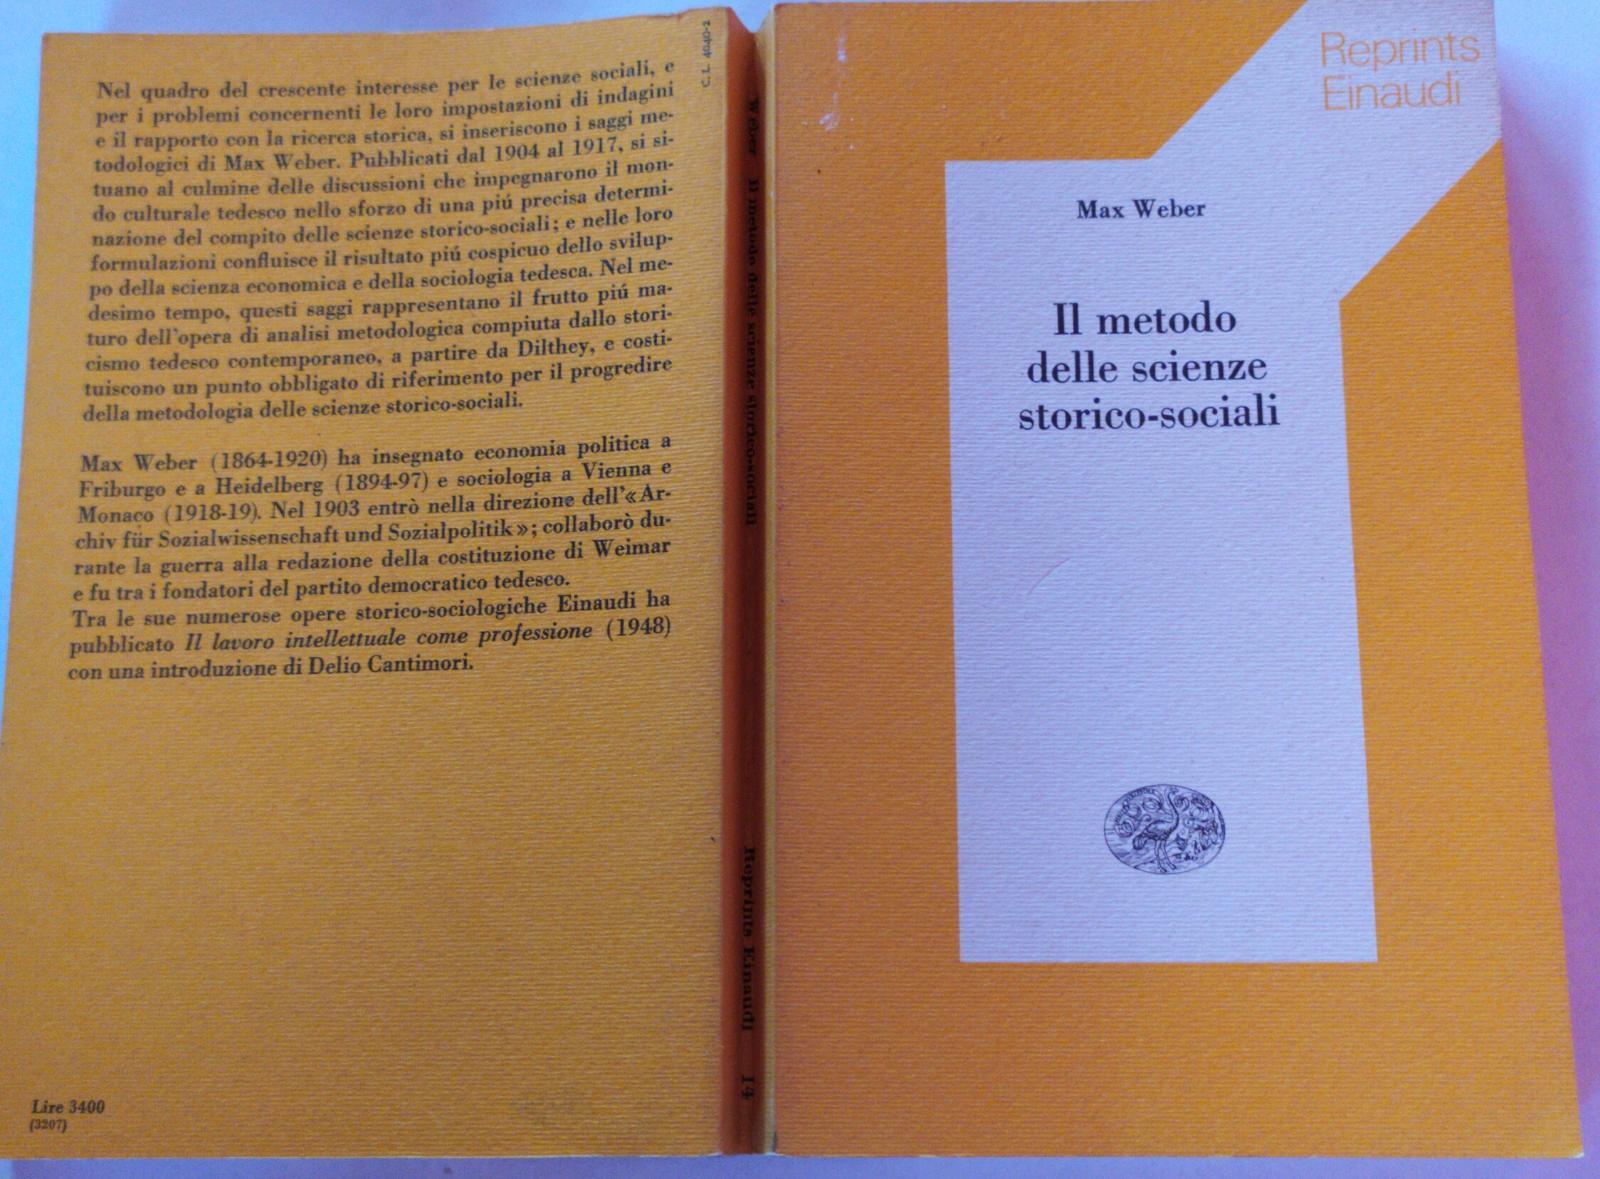 Nel quadro del crescente interesse per le scienze sociali, e
per i problemi concernenti le loro impostazioni di indagini
e il rapporto con la ricerca storica, si inseriscono i saggi me-
todologici di Max Weber. Pubblicati dal 1904 al 1917, si si-
tuano al culmine delle discussioni che impegnarono il mon-
do culturale tedesco nello sforzo di una piú precisa determi-
nazione del compito delle scienze storico-sociali; e nelle loro
formulazioni confluisce il risultato piú cospicuo dello svilup-
po della scienza economica e della sociologia tedesca. Nel me-
desimo tempo, questi saggi rappresentano il frutto piú ma-
turo dell'opera di analisi metodologica compiuta dallo stori-
cismo tedesco contemporaneo, a partire da Dilthey, e costi-
tuiscono un punto obbligato di riferimento per il progredire
della metodologia delle scienze storico-sociali.
Max Weber (1864-1920) ha insegnato economia politica a
Friburgo e a Heidelberg (1894-97) e sociologia a Vienna e
Monaco (1918-19). Nel 1903 entrò nella direzione dell'«Ar-
chiv für Sozialwissenschaft und Sozialpolitik»; collaborò du-
rante la guerra alla redazione della costituzione di Weimar
e fu tra i fondatori del partito democratico tedesco.
Tra le sue numerose opere storico-sociologiche Einaudi ha
pubblicato Il lavoro intellettuale come professione (1948)
con una introduzione di Delio Cantimori.
Lire 3400
(3207)
C. L. 4040-2
Weber Il metodo delle scienze storico-sociali
Reprints Einaudi 14
Reprints
Einaudi
Max Weber
Il metodo
delle scienze
storico-sociali